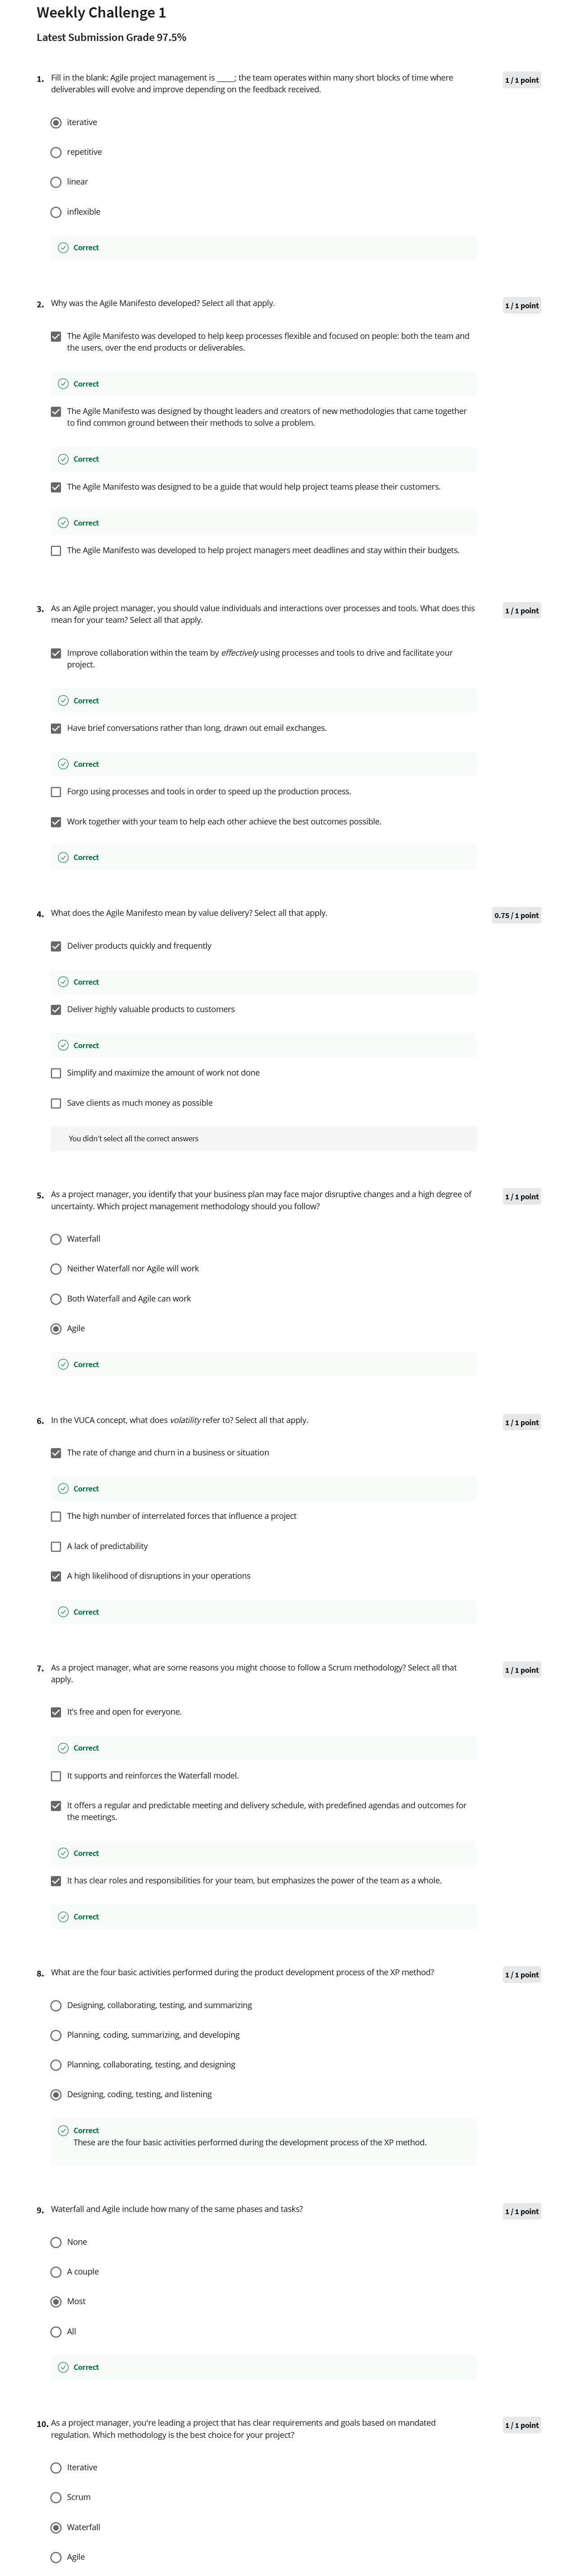 Weekly Challenge 1
Latest Submission Grade 97.5%
1. Fill in the blank: Agile project management is _____; the team operates within many short blocks of time where
deliverables will evolve and improve depending on the feedback received.
1 / 1 point
iterative
repetitive
linear
inflexible
Correct
2. Why was the Agile Manifesto developed? Select all that apply.
1 / 1 point
The Agile Manifesto was developed to help keep processes flexible and focused on people: both the team and
the users, over the end products or deliverables.
Correct
The Agile Manifesto was designed by thought leaders and creators of new methodologies that came together
to find common ground between their methods to solve a problem.
Correct
The Agile Manifesto was designed to be a guide that would help project teams please their customers.
Correct
The Agile Manifesto was developed to help project managers meet deadlines and stay within their budgets.
3. As an Agile project manager, you should value individuals and interactions over processes and tools. What does this
mean for your team? Select all that apply.
1 / 1 point
Improve collaboration within the team by effectively using processes and tools to drive and facilitate your
project.
Correct
Have brief conversations rather than long, drawn out email exchanges.
Correct
Forgo using processes and tools in order to speed up the production process.
Work together with your team to help each other achieve the best outcomes possible.
Correct
4. What does the Agile Manifesto mean by value delivery? Select all that apply.
0.75 / 1 point
Deliver products quickly and frequently
Correct
Deliver highly valuable products to customers
Correct
Simplify and maximize the amount of work not done
Save clients as much money as possible
You didn't select all the correct answers
5. As a project manager, you identify that your business plan may face major disruptive changes and a high degree of
uncertainty. Which project management methodology should you follow?
1 / 1 point
Waterfall
Neither Waterfall nor Agile will work
Both Waterfall and Agile can work
Agile
Correct
6. In the VUCA concept, what does volatility refer to? Select all that apply.
1 / 1 point
The rate of change and churn in a business or situation
Correct
The high number of interrelated forces that influence a project
A lack of predictability
A high likelihood of disruptions in your operations
Correct
7. As a project manager, what are some reasons you might choose to follow a Scrum methodology? Select all that
apply.
1 / 1 point
It's free and open for everyone.
Correct
It supports and reinforces the Waterfall model.
It offers a regular and predictable meeting and delivery schedule, with predefined agendas and outcomes for
the meetings.
Correct
It has clear roles and responsibilities for your team, but emphasizes the power of the team as a whole.
Correct
8. What are the four basic activities performed during the product development process of the XP method?
1 / 1 point
Designing, collaborating, testing, and summarizing
Planning, coding, summarizing, and developing
Planning, collaborating, testing, and designing
Designing, coding, testing, and listening
Correct
These are the four basic activities performed during the development process of the XP method.
9. Waterfall and Agile include how many of the same phases and tasks?
1 / 1 point
None
A couple
Most
All
Correct
10. As a project manager, you're leading a project that has clear requirements and goals based on mandated
regulation. Which methodology is the best choice for your project?
1 / 1 point
Iterative
Scrum
Waterfall
Agile